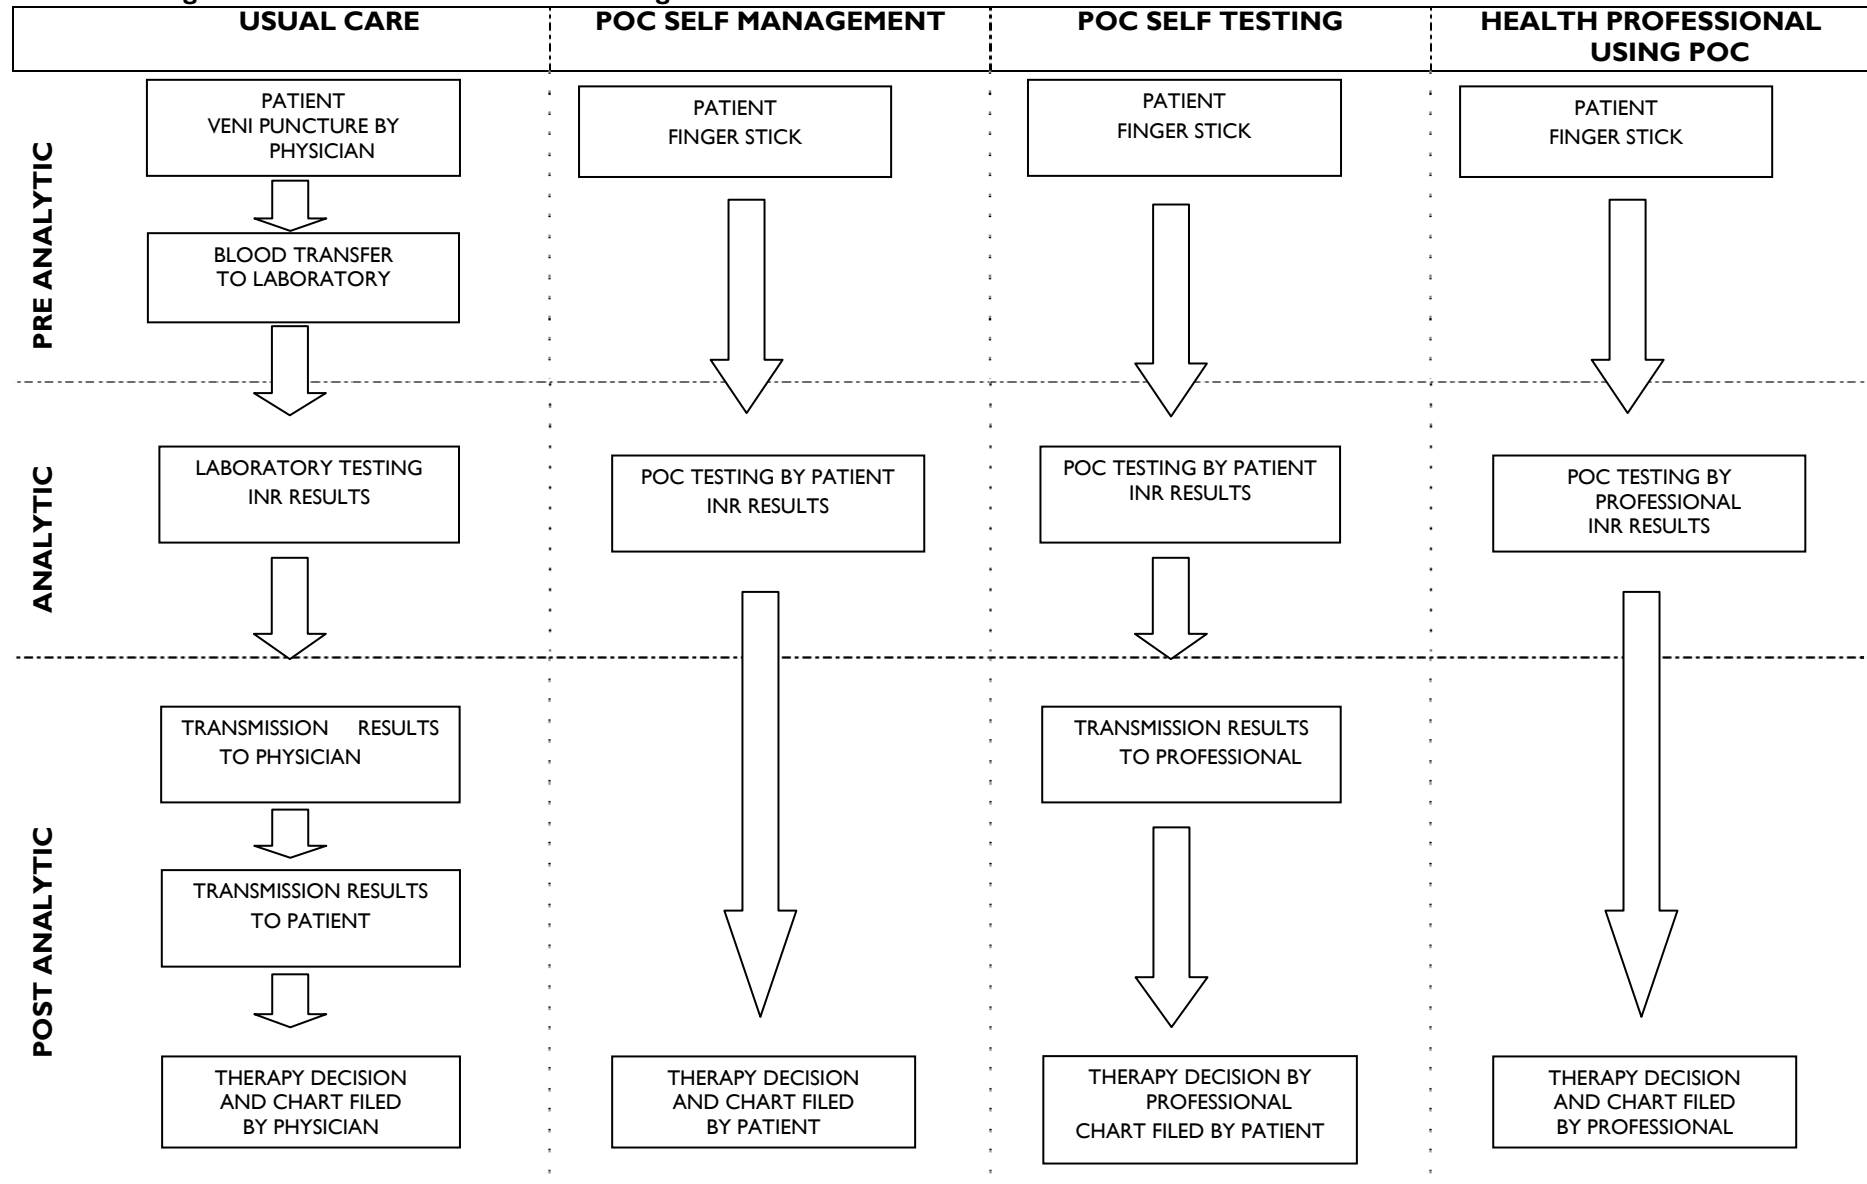 USUAL CARE
POC SELF MANAGEMENT
POC SELF TESTING
HEALTH PROFESSIONAL
USING POC
PRE ANALYTIC
PATIENT
VENI PUNCTURE BY
PHYSICIAN
BLOOD TRANSFER
TO LABORATORY
PATIENT
FINGER STICK
PATIENT
FINGER STICK
PATIENT
FINGER STICK
ANALYTIC
LABORATORY TESTING
INR RESULTS
POC TESTING BY PATIENT
INR RESULTS
POC TESTING BY PATIENT
INR RESULTS
POC TESTING BY
PROFESSIONAL
INR RESULTS
POST ANALYTIC
TRANSMISSION RESULTS
TO PHYSICIAN
TRANSMISSION RESULTS
TO PATIENT
THERAPY DECISION
AND CHART FILED
BY PHYSICIAN
THERAPY DECISION
AND CHART FILED
BY PATIENT
TRANSMISSION RESULTS
TO PROFESSIONAL
THERAPY DECISION BY
PROFESSIONAL
CHART FILED BY PATIENT
THERAPY DECISION
AND CHART FILED
BY PROFESSIONAL